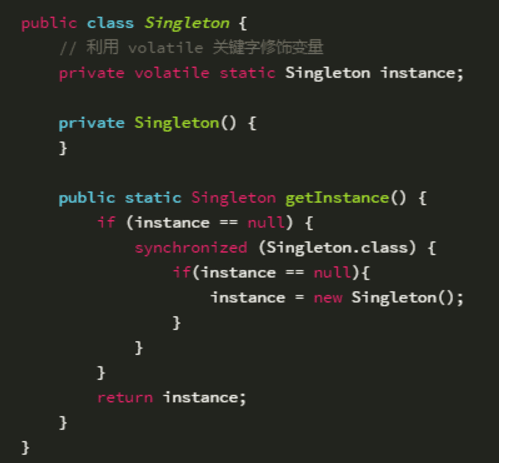 public class Singleton {
    // 利用 volatile 关键字修饰变量
    private volatile static Singleton instance;

    private Singleton() {
    }

    public static Singleton getInstance() {
        if (instance == null) {
            synchronized (Singleton.class) {
                if(instance == null){
                    instance = new Singleton();
                }
            }
        }
        return instance;
    }
}